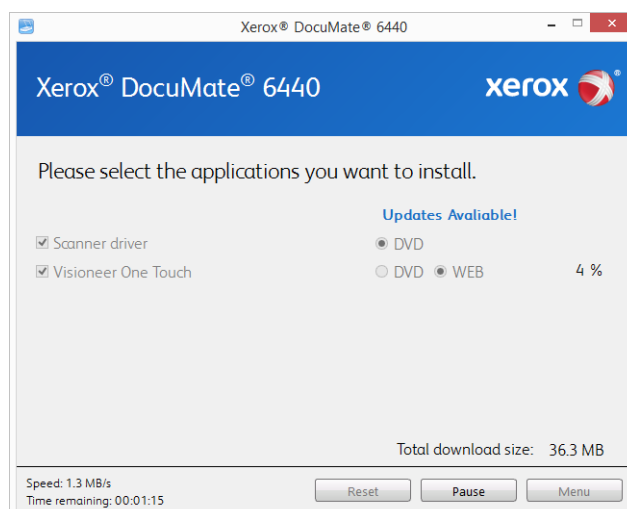 Xerox® DocuMate® 6440
Xerox® DocuMate® 6440
xerox®
Please select the applications you want to install.
Updates Avaliable!
Scanner driver
DVD
Visioneer One Touch
DVD WEB 4 %
Total download size: 36.3 MB
Speed: 1.3 MB/s
Time remaining: 00:01:15
Reset Pause Menu